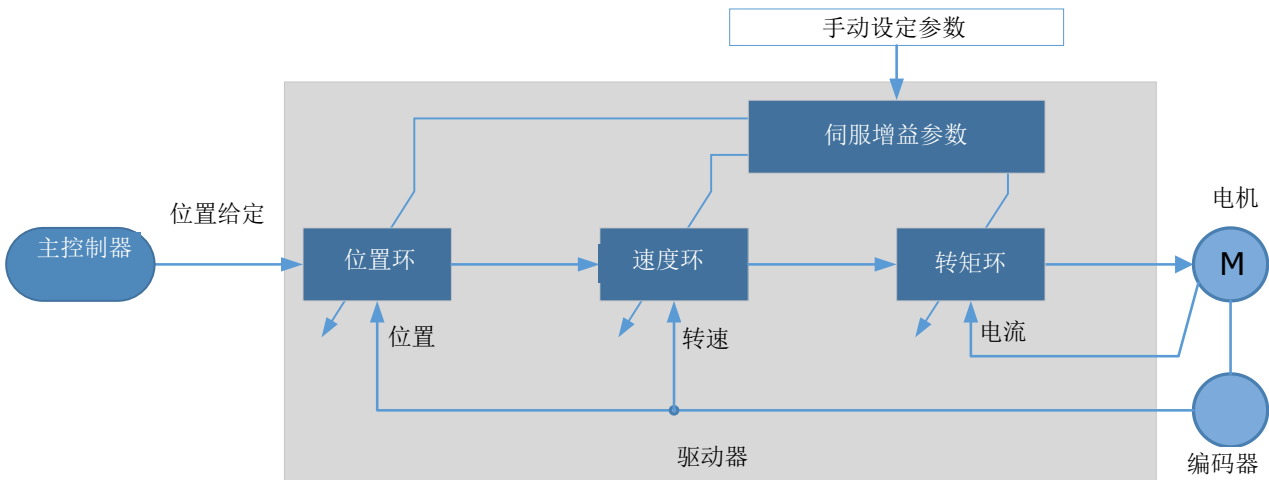 手动设定参数
伺服增益参数
电机
位置给定
主控制器
位置环
速度环
转矩环
M
位置
转速
电流
驱动器
编码器